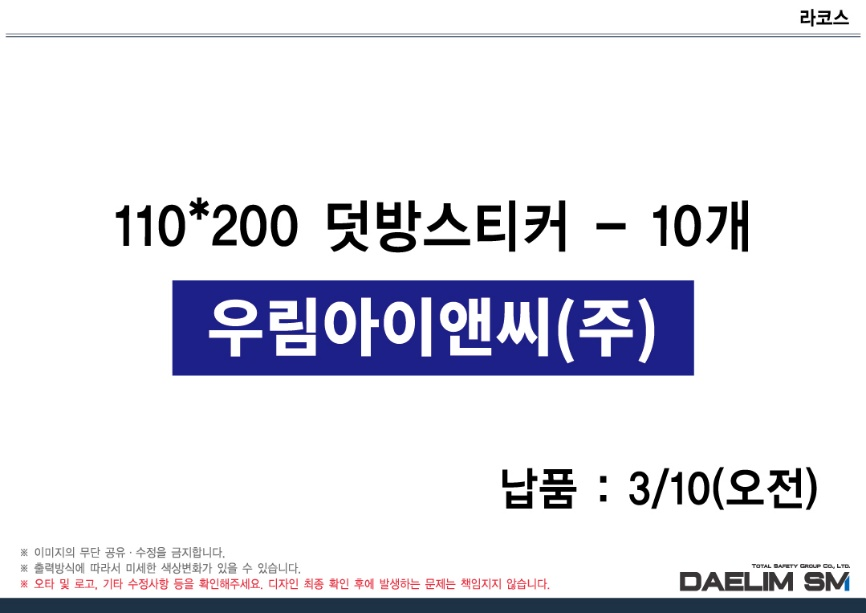 라코스
110*200 덧방스티커 - 10개
우림아이앤씨(주)
납품 : 3/10(오전)
※ 이미지의 무단 공유·수정을 금지합니다.
※ 출력방식에 따라서 미세한 색상변화가 있을 수 있습니다.
※ 오타 및 로고, 기타 수정사항 등을 확인해주세요. 디자인 최종 확인 후에 발생하는 문제는 책임지지 않습니다.
TOTAL SAFETY GROUP CO., LTD.
DAELIM SM